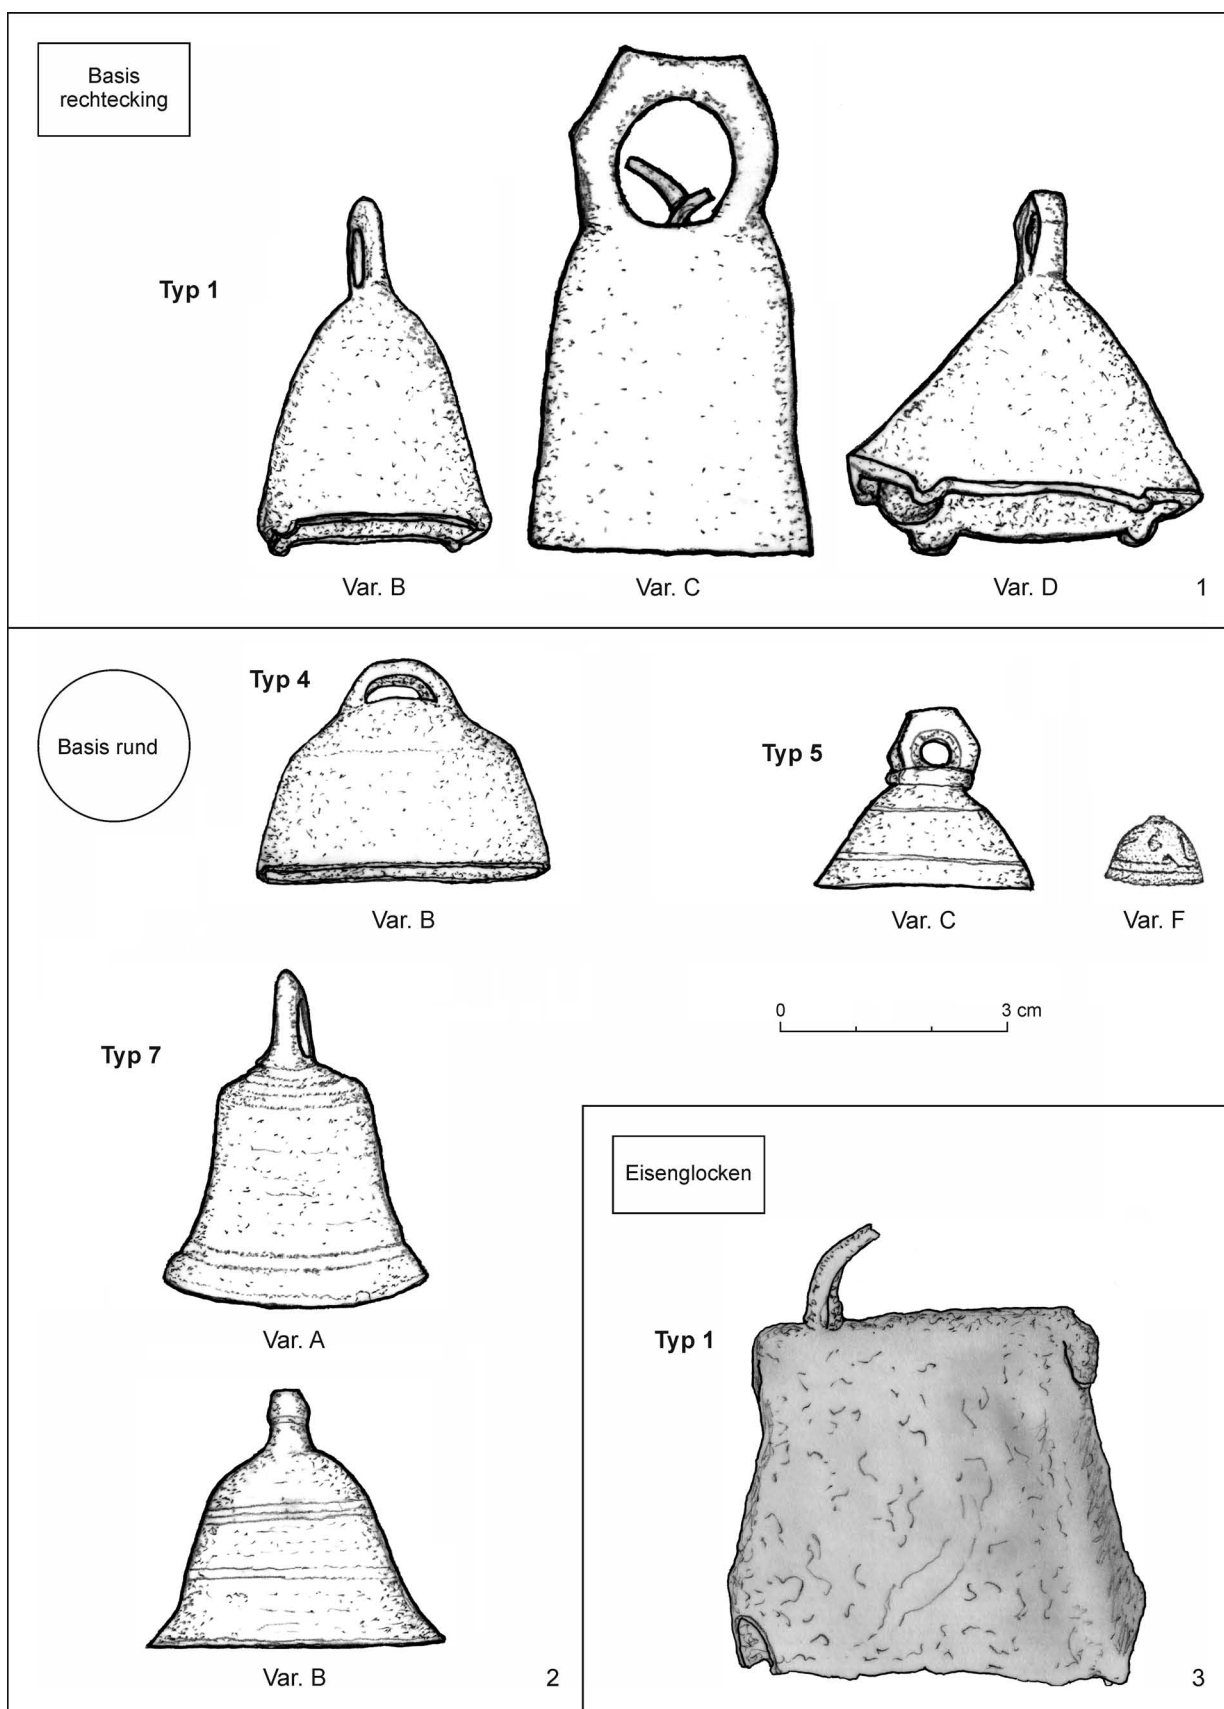 Basis
rechtecking
Typ 1
Var. B
Var. C
Var. D
1
Basis rund
Typ 4
Var. B
Typ 5
Var. C
Var. F
0
3 cm
Typ 7
Var. A
Var. B
2
Eisenglocken
Typ 1
3